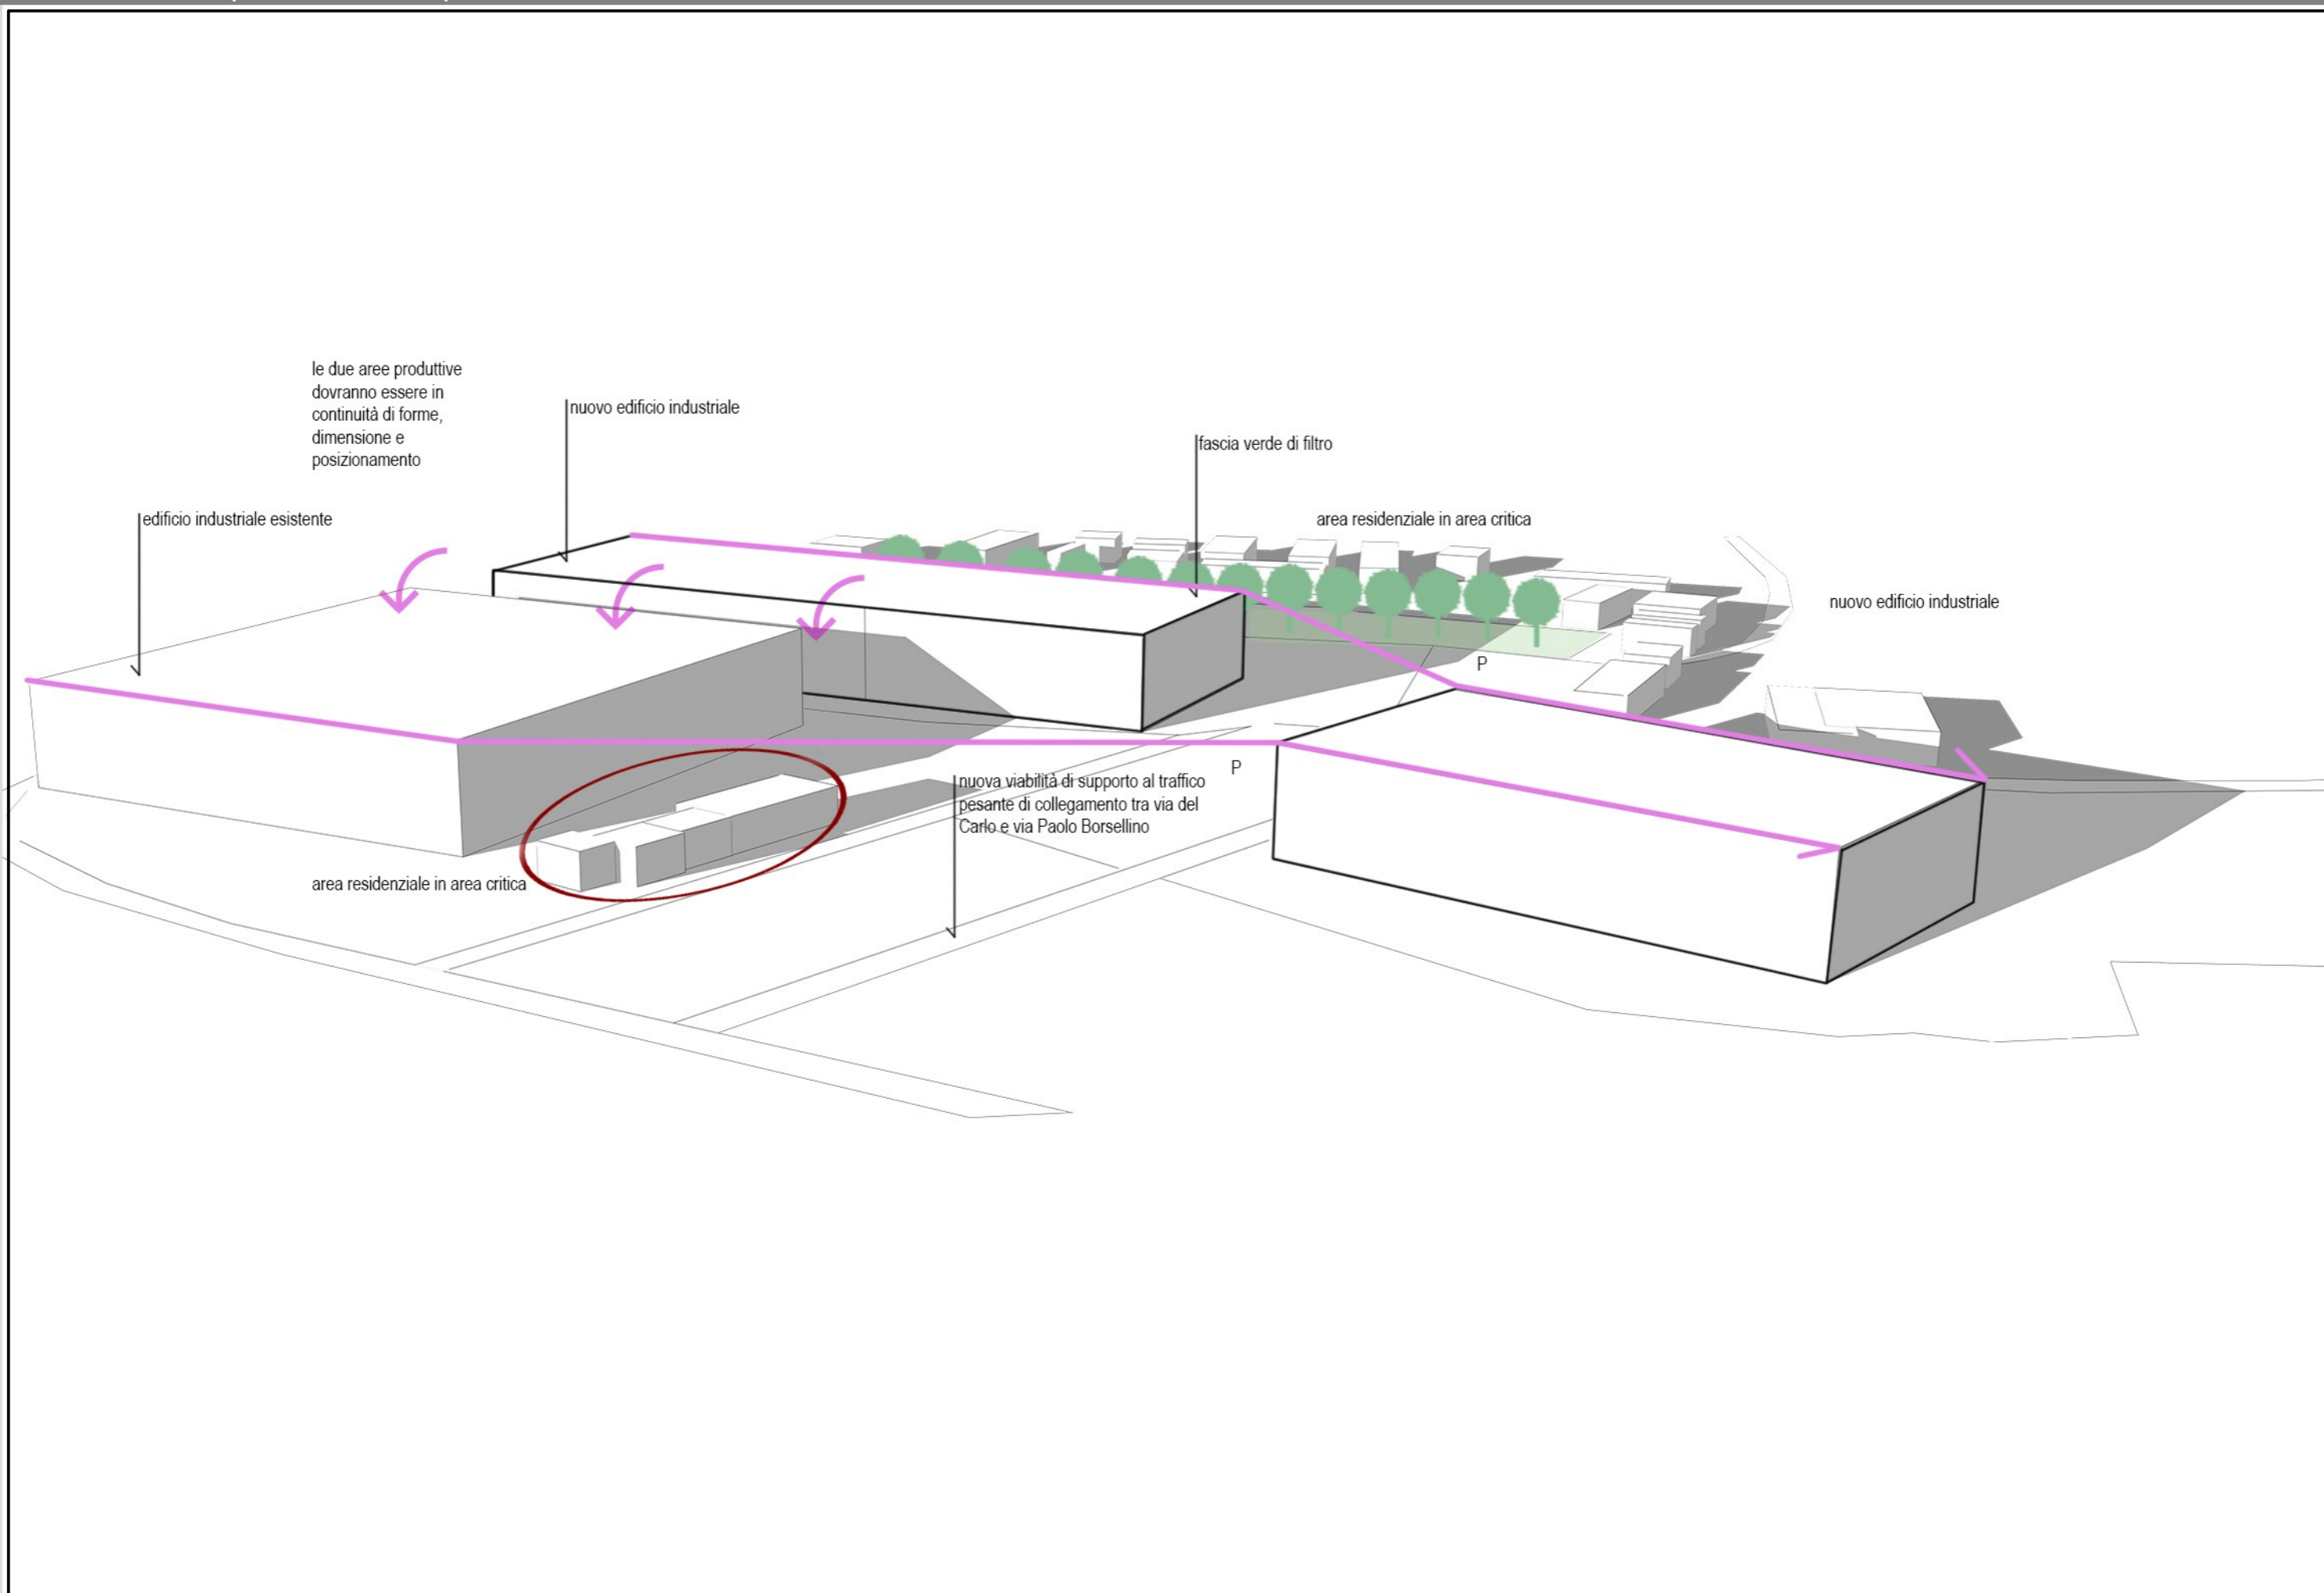 le due aree produttive
dovranno essere in
continuità di forme,
dimensione e
posizionamento
nuovo edificio industriale
fascia verde di filtro
edificio industriale esistente
area residenziale in area critica
nuovo edificio industriale
P
P
nuova viabilità di supporto al traffico
pesante di collegamento tra via del
Carlo e via Paolo Borsellino
area residenziale in area critica